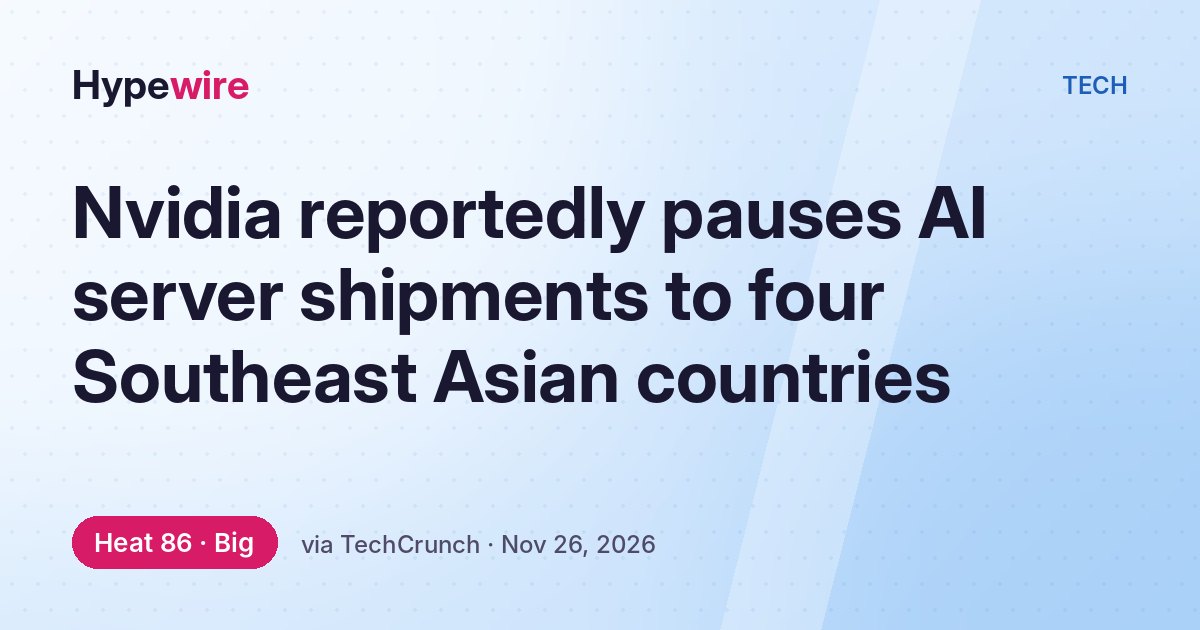 Hypewire
TECH
Nvidia reportedly pauses AI
server shipments to four
Southeast Asian countries
Heat 86 · Big
via TechCrunch · Nov 26, 2026